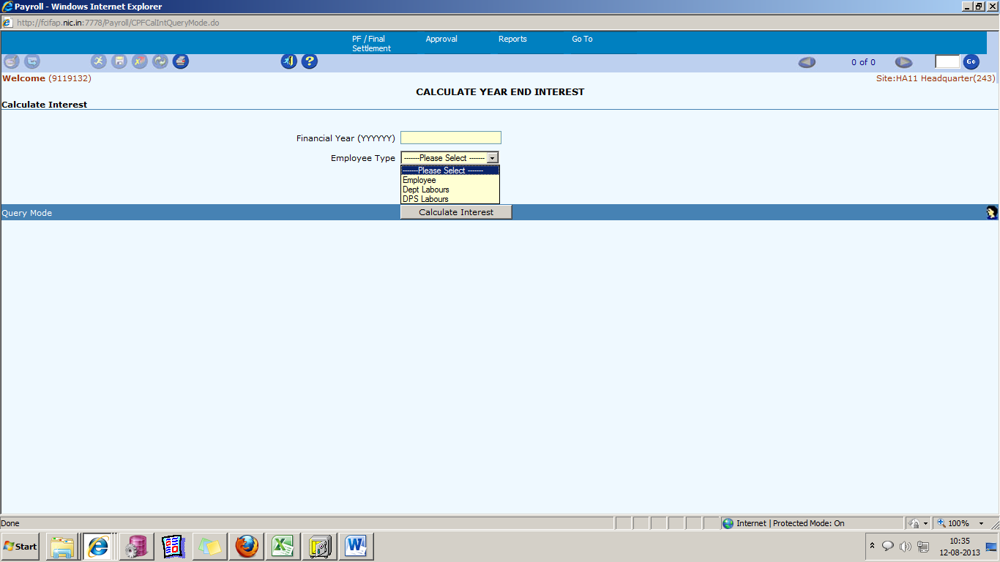 Payroll - Windows Internet Explorer
http://fcifap.nic.in:7778/Payroll/CPFCalIntQueryMode.do
PF / Final Settlement Approval Reports Go To
0 of 0 Go
Welcome (9119132) Site:HA11 Headquarter(243)
CALCULATE YEAR END INTEREST
Calculate Interest
Financial Year (YYYYYY)
Employee Type -------Please Select -------
-------Please Select -------
Employee
Dept Labours
DPS Labours
Query Mode Calculate Interest
Done Internet | Protected Mode: On 100%
Start 10:35
12-08-2013